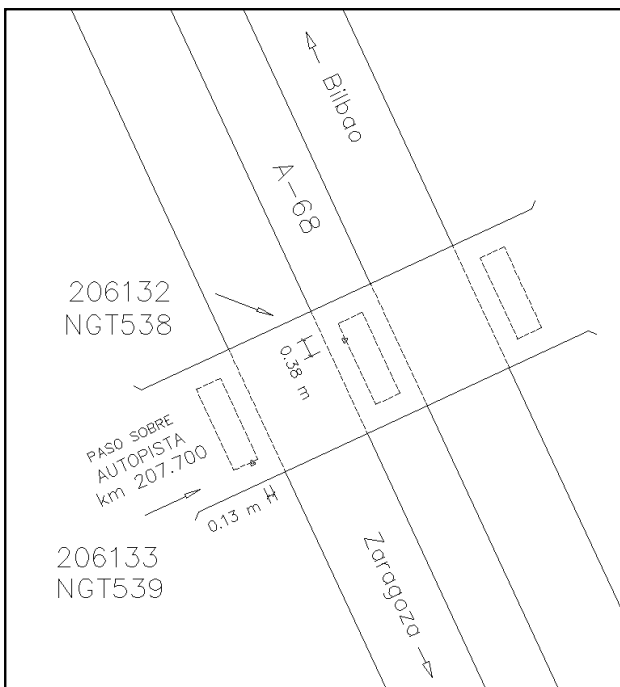 Bilbao
A-68
206132
NGT538
0.38 m
PASO SOBRE
AUTOPISTA
km 207.700
0.13 m
206133
NGT539
Zaragoza